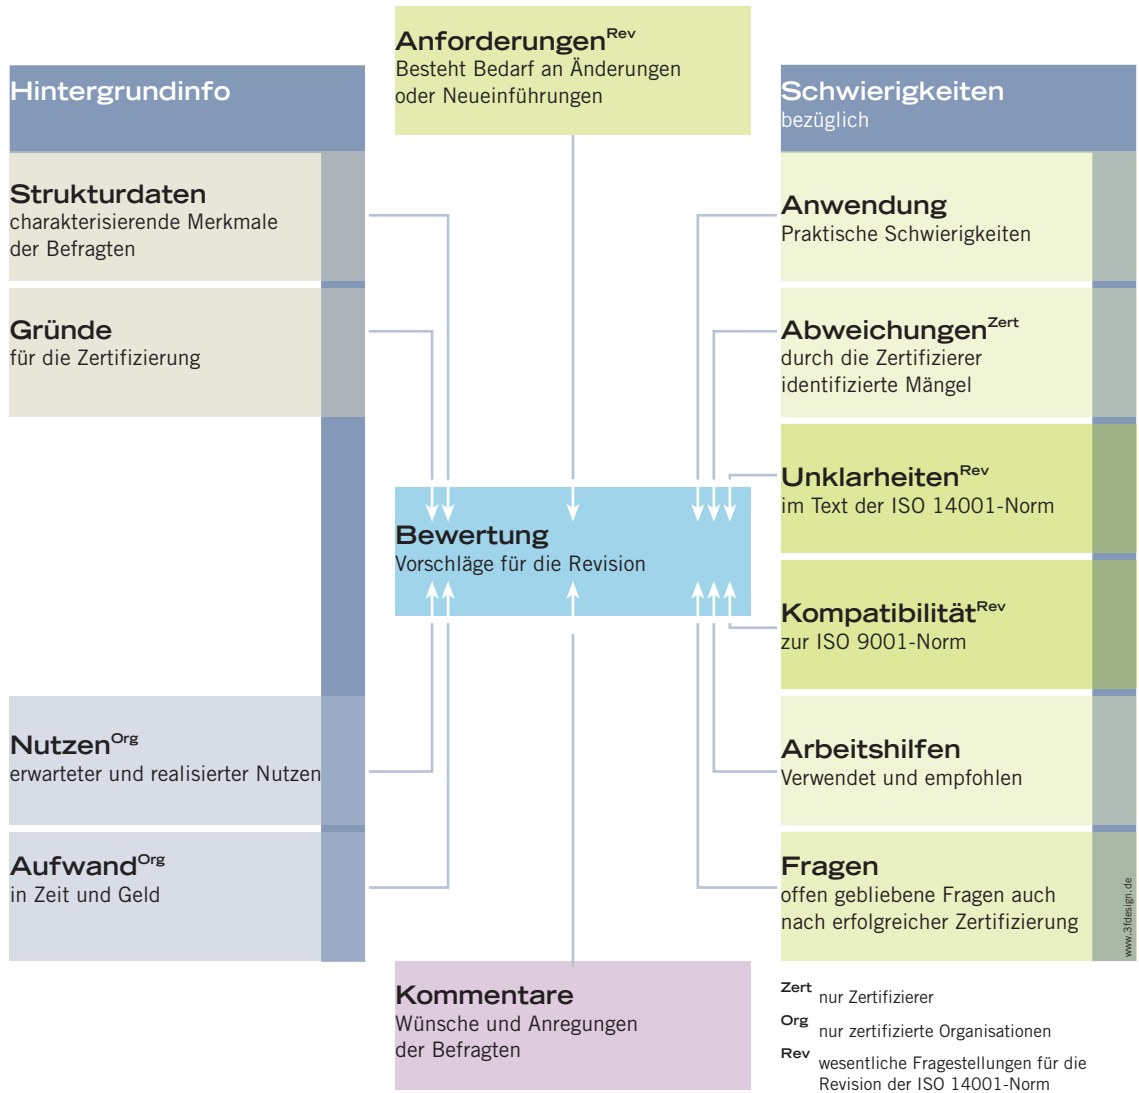 Anforderungen^Rev
Besteht Bedarf an Änderungen
oder Neueinführungen
Hintergrundinfo
Strukturdaten
charakterisierende Merkmale
der Befragten
Gründe
für die Zertifizierung
Nutzen^Org
erwarteter und realisierter Nutzen
Aufwand^Org
in Zeit und Geld
Bewertung
Vorschläge für die Revision
Kommentare
Wünsche und Anregungen
der Befragten
Schwierigkeiten
bezüglich
Anwendung
Praktische Schwierigkeiten
Abweichungen^Zert
durch die Zertifizierer
identifizierte Mängel
Unklarheiten^Rev
im Text der ISO 14001-Norm
Kompatibilität^Rev
zur ISO 9001-Norm
Arbeitshilfen
Verwendet und empfohlen
Fragen
offen gebliebene Fragen auch
nach erfolgreicher Zertifizierung
www.3fdesign.de
Zert nur Zertifizierer
Org nur zertifizierte Organisationen
Rev wesentliche Fragestellungen für die
Revision der ISO 14001-Norm